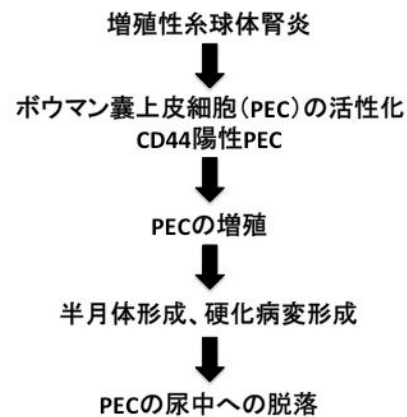 増殖性糸球体腎炎
ボウマン嚢上皮細胞（PEC）の活性化
CD44陽性PEC
PECの増殖
半月体形成、硬化病変形成
PECの尿中への脱落